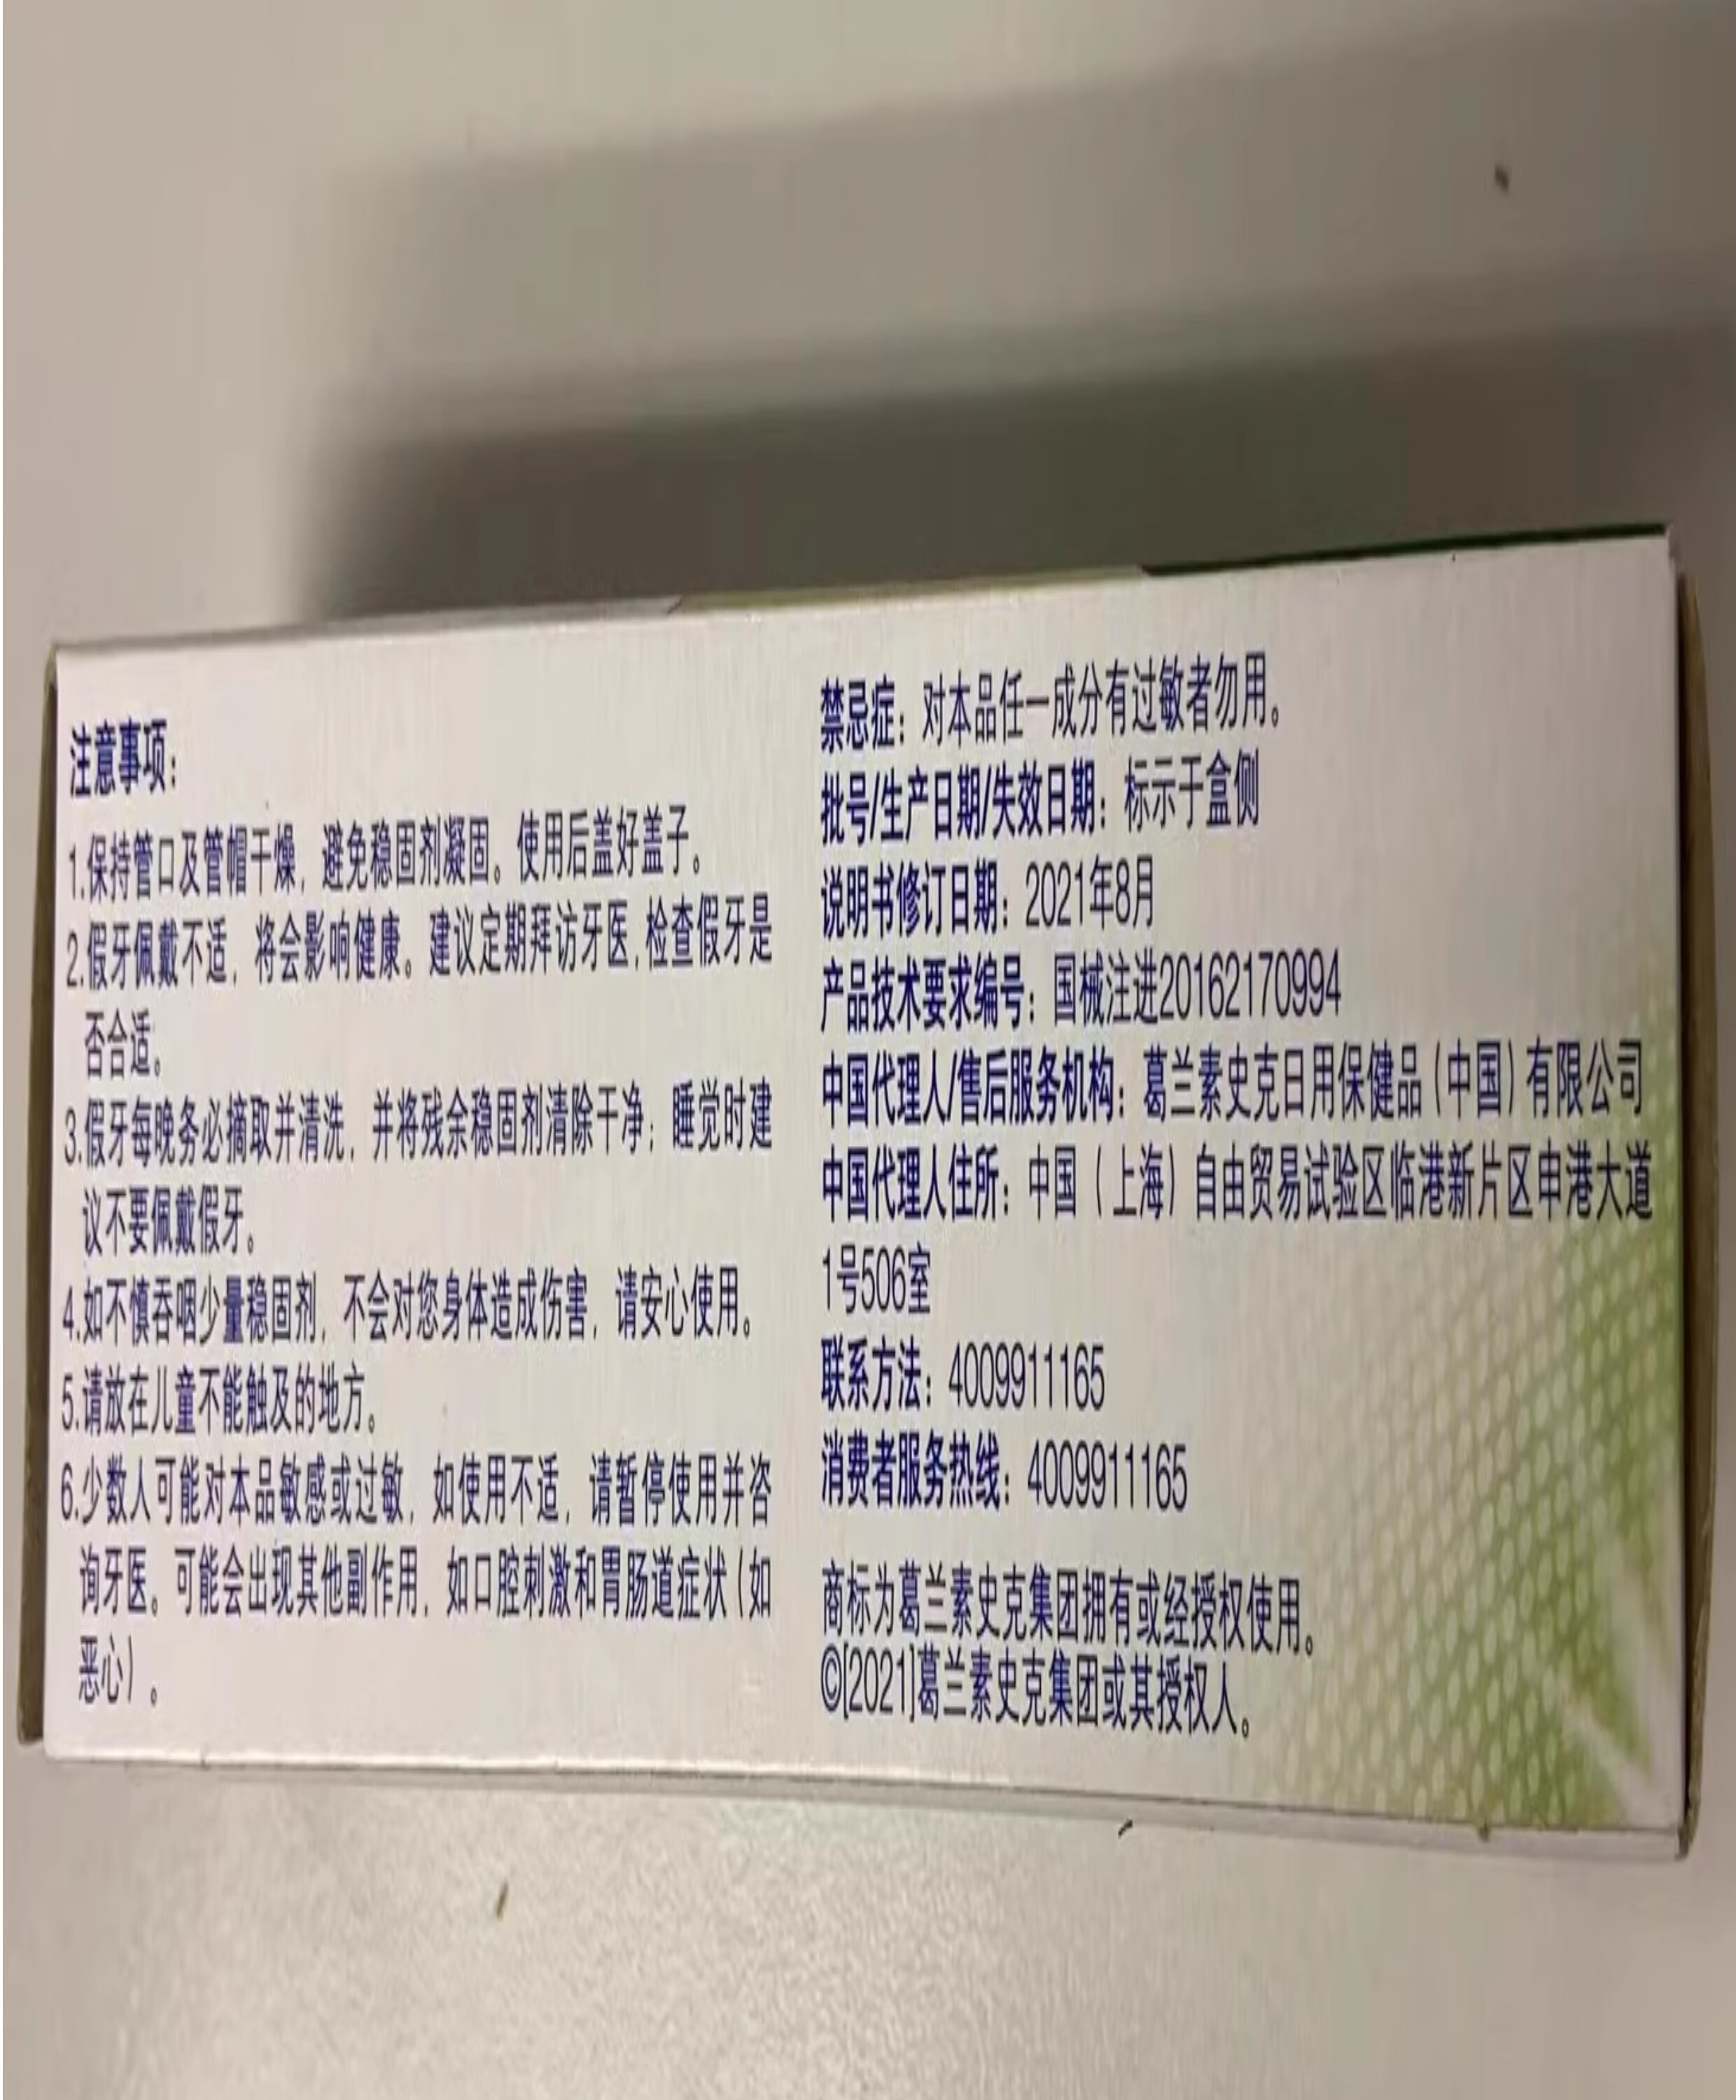 注意事项：
1.保持管口及管帽干燥，避免稳固剂凝固。使用后盖好盖子。
2.假牙佩戴不适，将会影响健康。建议定期拜访牙医,检查假牙是
否合适。
3.假牙每晚务必摘取并清洗，并将残余稳固剂清除干净；睡觉时建
议不要佩戴假牙。
4.如不慎吞咽少量稳固剂，不会对您身体造成伤害，请安心使用。
5.请放在儿童不能触及的地方。
6.少数人可能对本品敏感或过敏，如使用不适，请暂停使用并咨
询牙医。可能会出现其他副作用，如口腔刺激和胃肠道症状（如
恶心）。
禁忌症：对本品任一成分有过敏者勿用。
批号/生产日期/失效日期：标示于盒侧
说明书修订日期：2021年8月
产品技术要求编号：国械注进20162170994
中国代理人/售后服务机构：葛兰素史克日用保健品（中国）有限公司
中国代理人住所：中国（上海）自由贸易试验区临港新片区申港大道
1号506室
联系方法：4009911165
消费者服务热线：4009911165
商标为葛兰素史克集团拥有或经授权使用。
©[2021]葛兰素史克集团或其授权人。